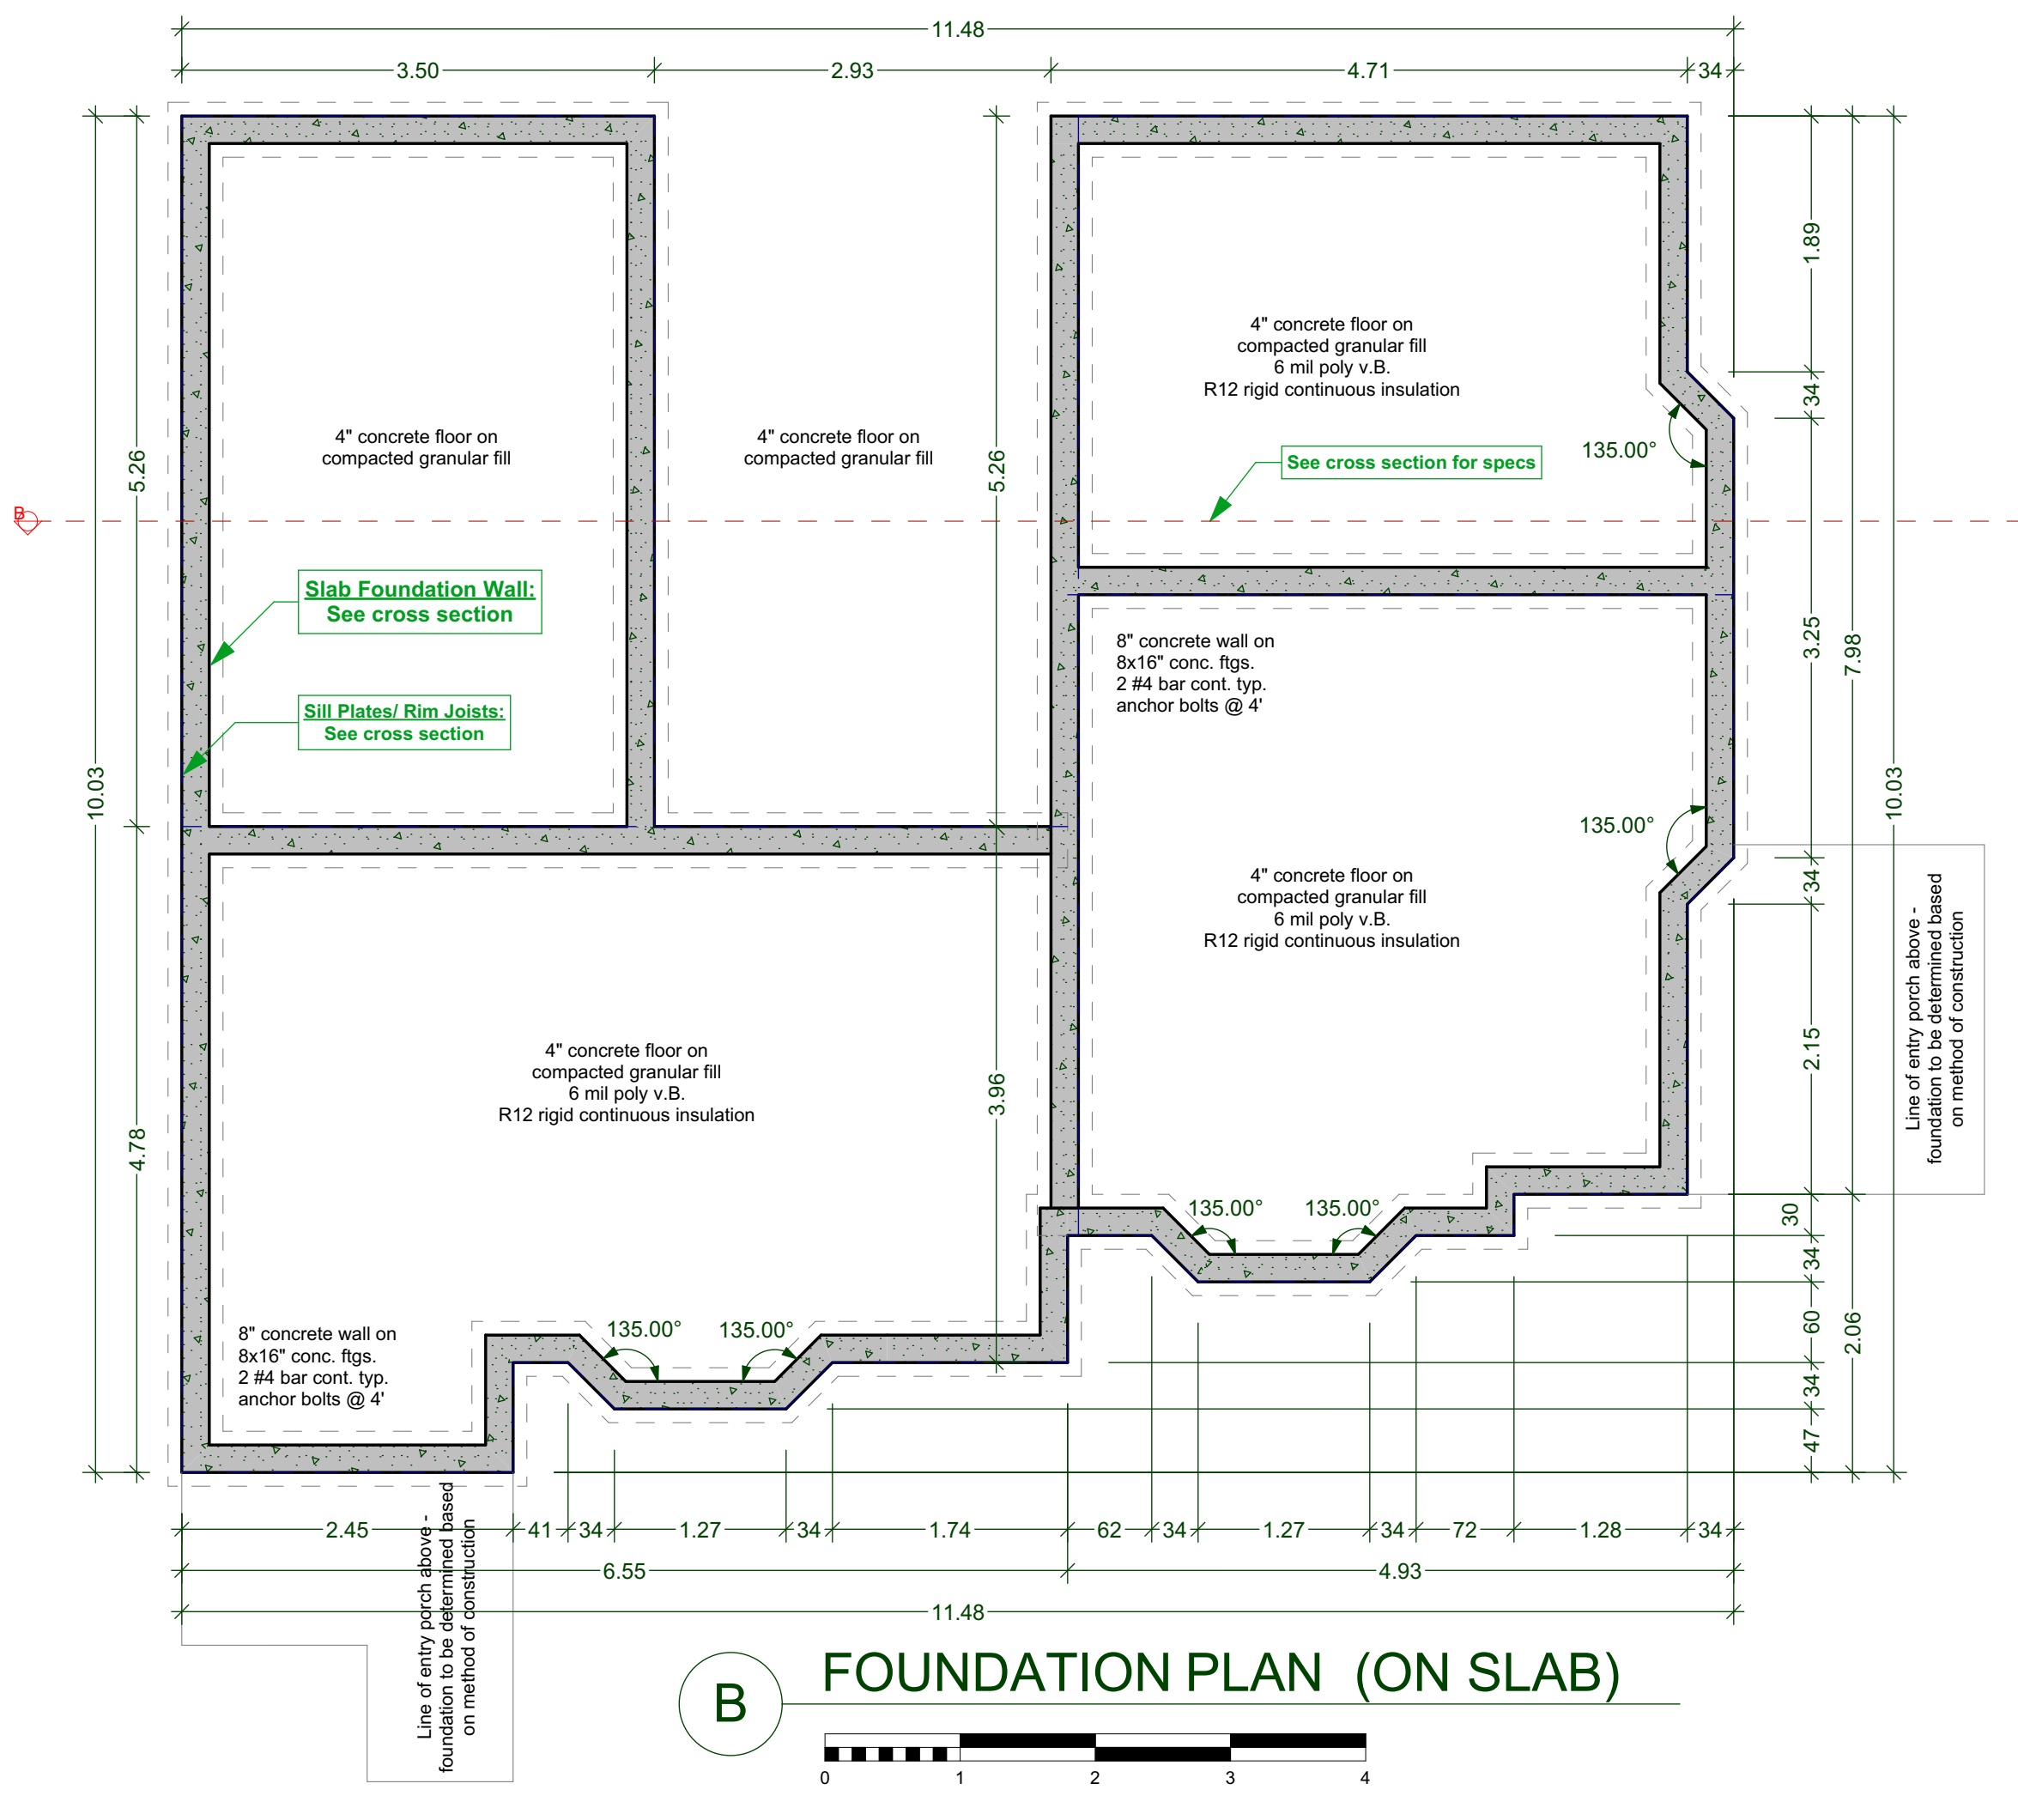 11.48
3.50
2.93
4.71
34
4" concrete floor on
compacted granular fill
6 mil poly v.B.
R12 rigid continuous insulation
1.89
34
4" concrete floor on
compacted granular fill
4" concrete floor on
compacted granular fill
135.00°
See cross section for specs
5.26
5.26
B
Slab Foundation Wall:
See cross section
8" concrete wall on
8x16" conc. ftgs.
2 #4 bar cont. typ.
anchor bolts @ 4'
3.25
7.98
Sill Plates/ Rim Joists:
See cross section
10.03
10.03
135.00°
4" concrete floor on
compacted granular fill
6 mil poly v.B.
R12 rigid continuous insulation
34
Line of entry porch above -
foundation to be determined based
on method of construction
4" concrete floor on
compacted granular fill
6 mil poly v.B.
R12 rigid continuous insulation
3.96
2.15
4.78
135.00°
135.00°
30
34
8" concrete wall on
8x16" conc. ftgs.
2 #4 bar cont. typ.
anchor bolts @ 4'
135.00°
135.00°
60
2.06
34
47
2.45
41
34
1.27
34
1.74
62
34
1.27
34
72
1.28
34
6.55
4.93
11.48
Line of entry porch above -
foundation to be determined based
on method of construction
B
FOUNDATION PLAN (ON SLAB)
0
1
2
3
4